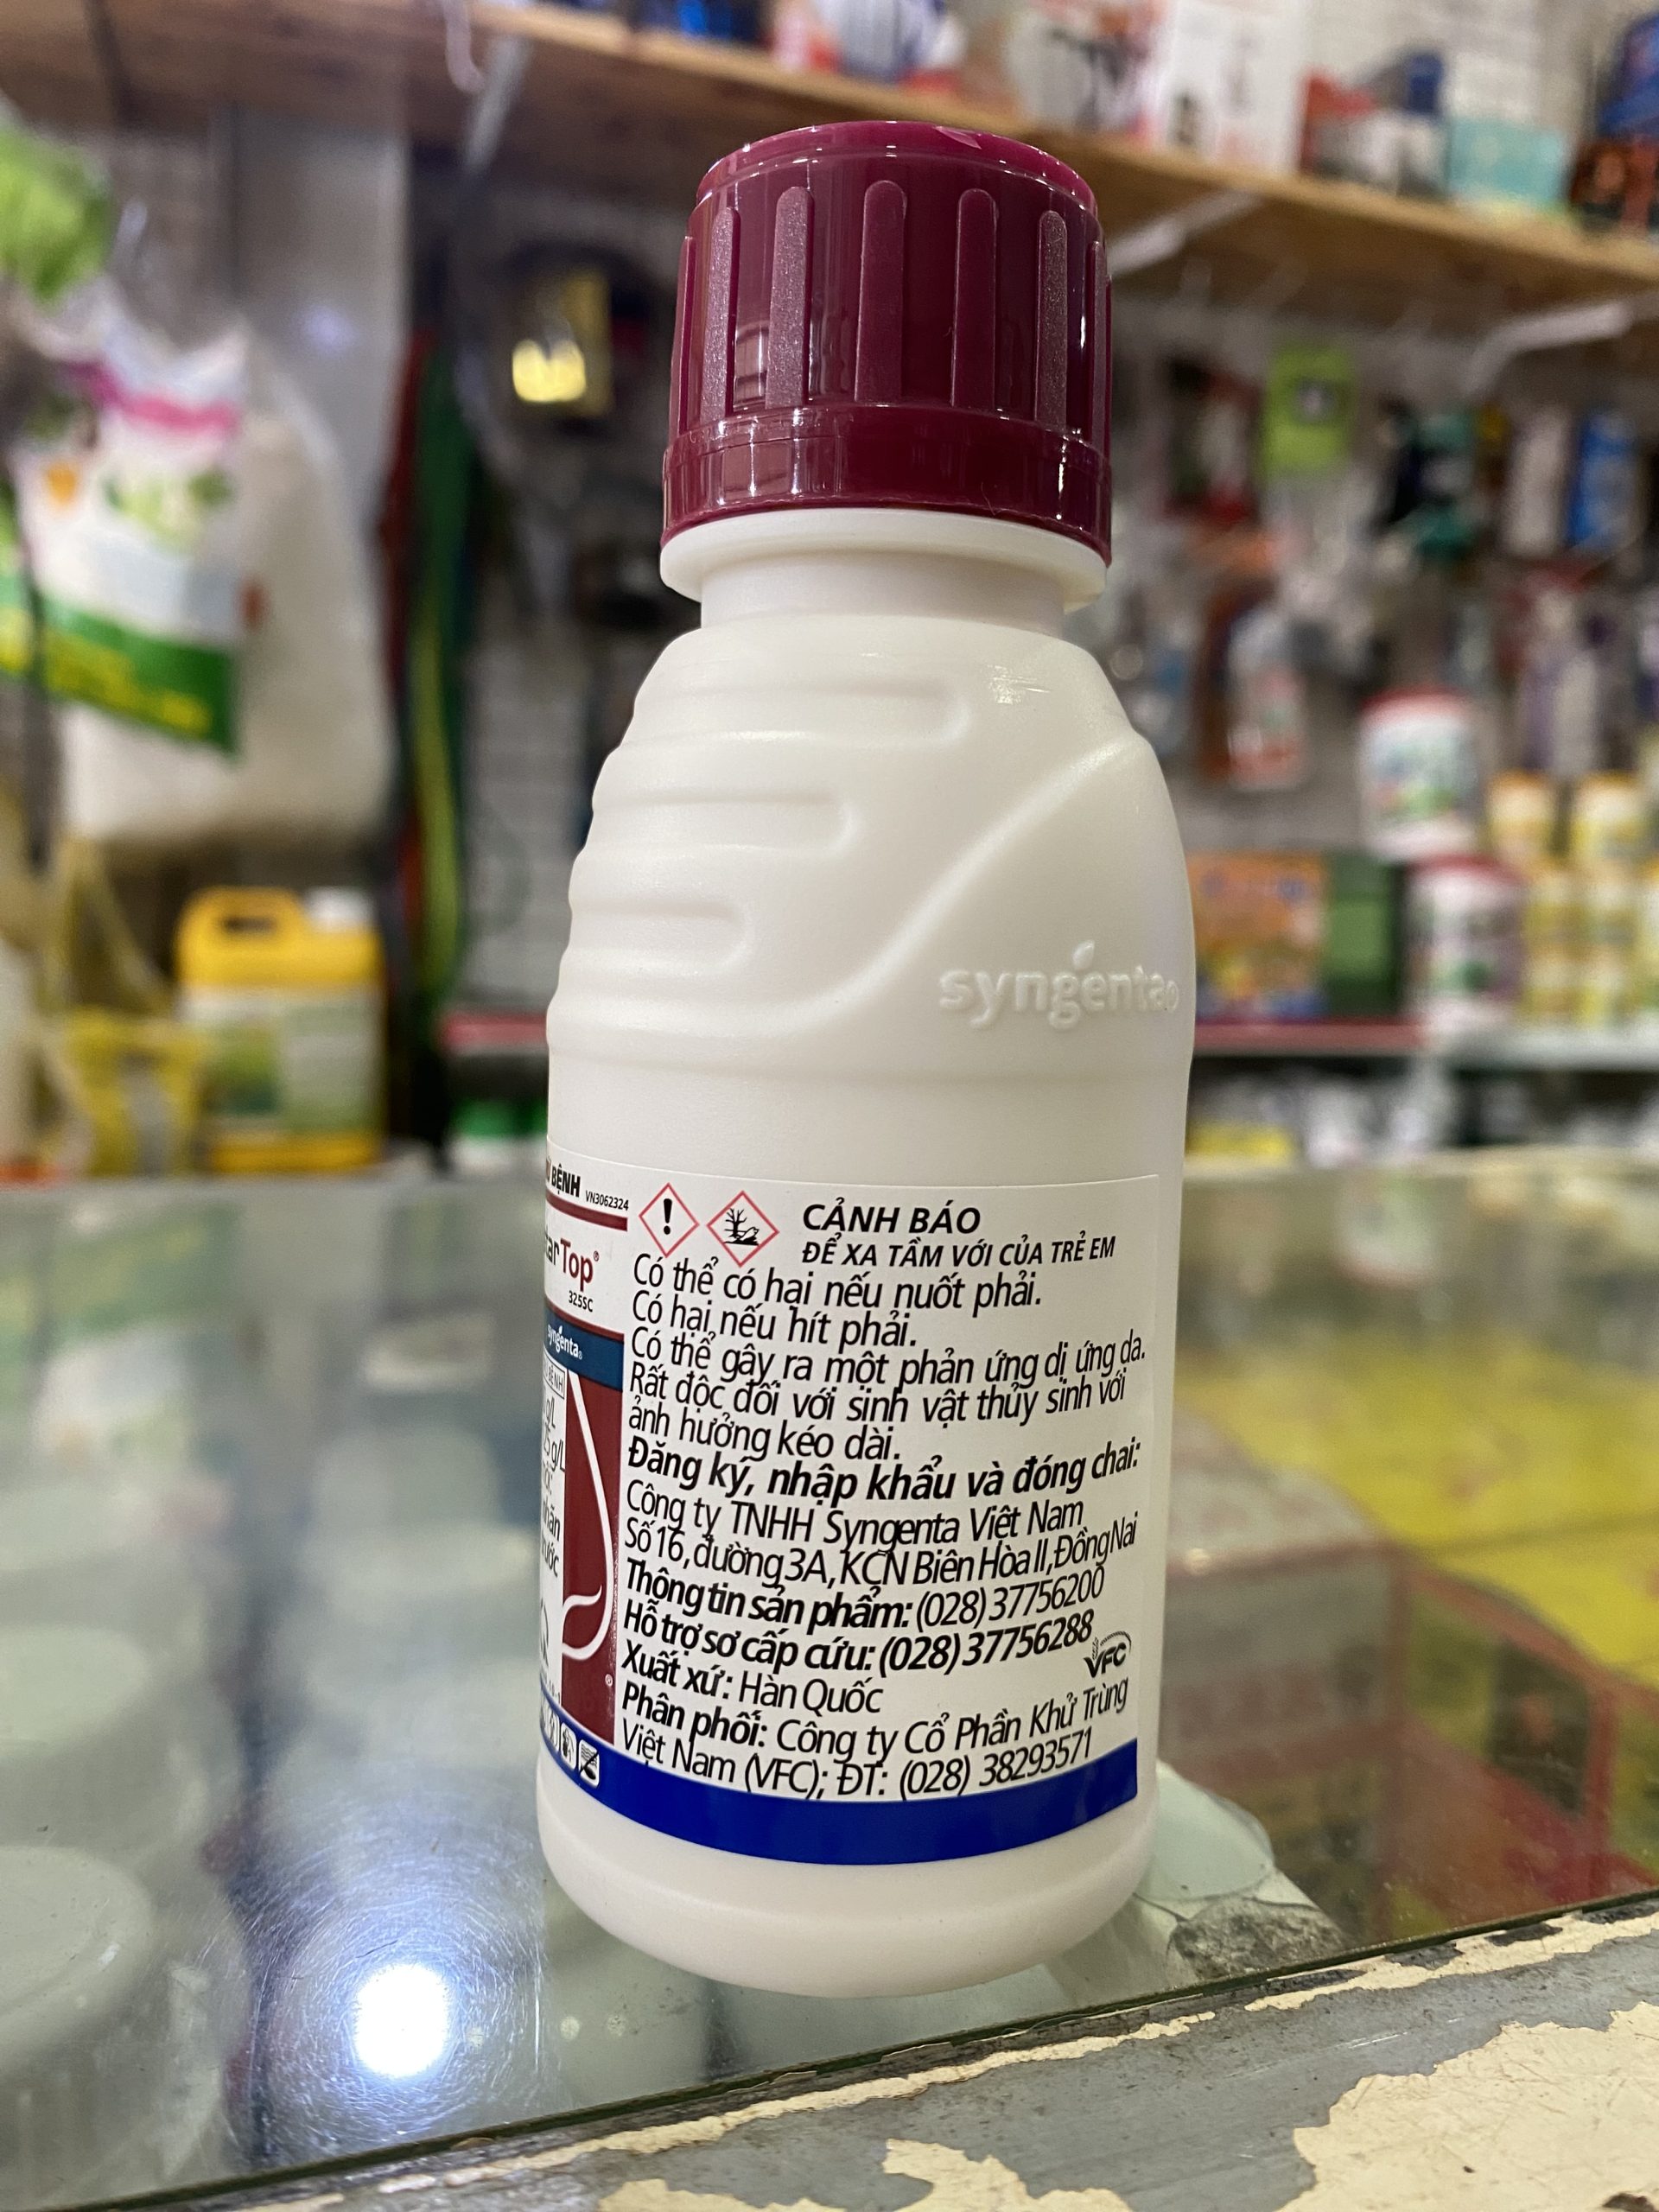 syngenta
BỆNH
VN3062324
Top®
325SC
syngenta
BỆNH
g/L
g/L
CẢNH BÁO
ĐỂ XA TẦM VỚI CỦA TRẺ EM
Có thể có hại nếu nuốt phải.
Có hại nếu hít phải.
Có thể gây ra một phản ứng dị ứng da.
Rất độc đối với sinh vật thủy sinh với
ảnh hưởng kéo dài.
Đăng ký, nhập khẩu và đóng chai:
Công ty TNHH Syngenta Việt Nam
Số 16, đường 3A, KCN Biên Hòa II, Đồng Nai
Thông tin sản phẩm: (028) 37756200
Hỗ trợ sơ cấp cứu: (028) 37756288
Xuất xứ: Hàn Quốc
VFC
Phân phối: Công ty Cổ Phần Khử Trùng
Việt Nam (VFC); ĐT: (028) 38293571